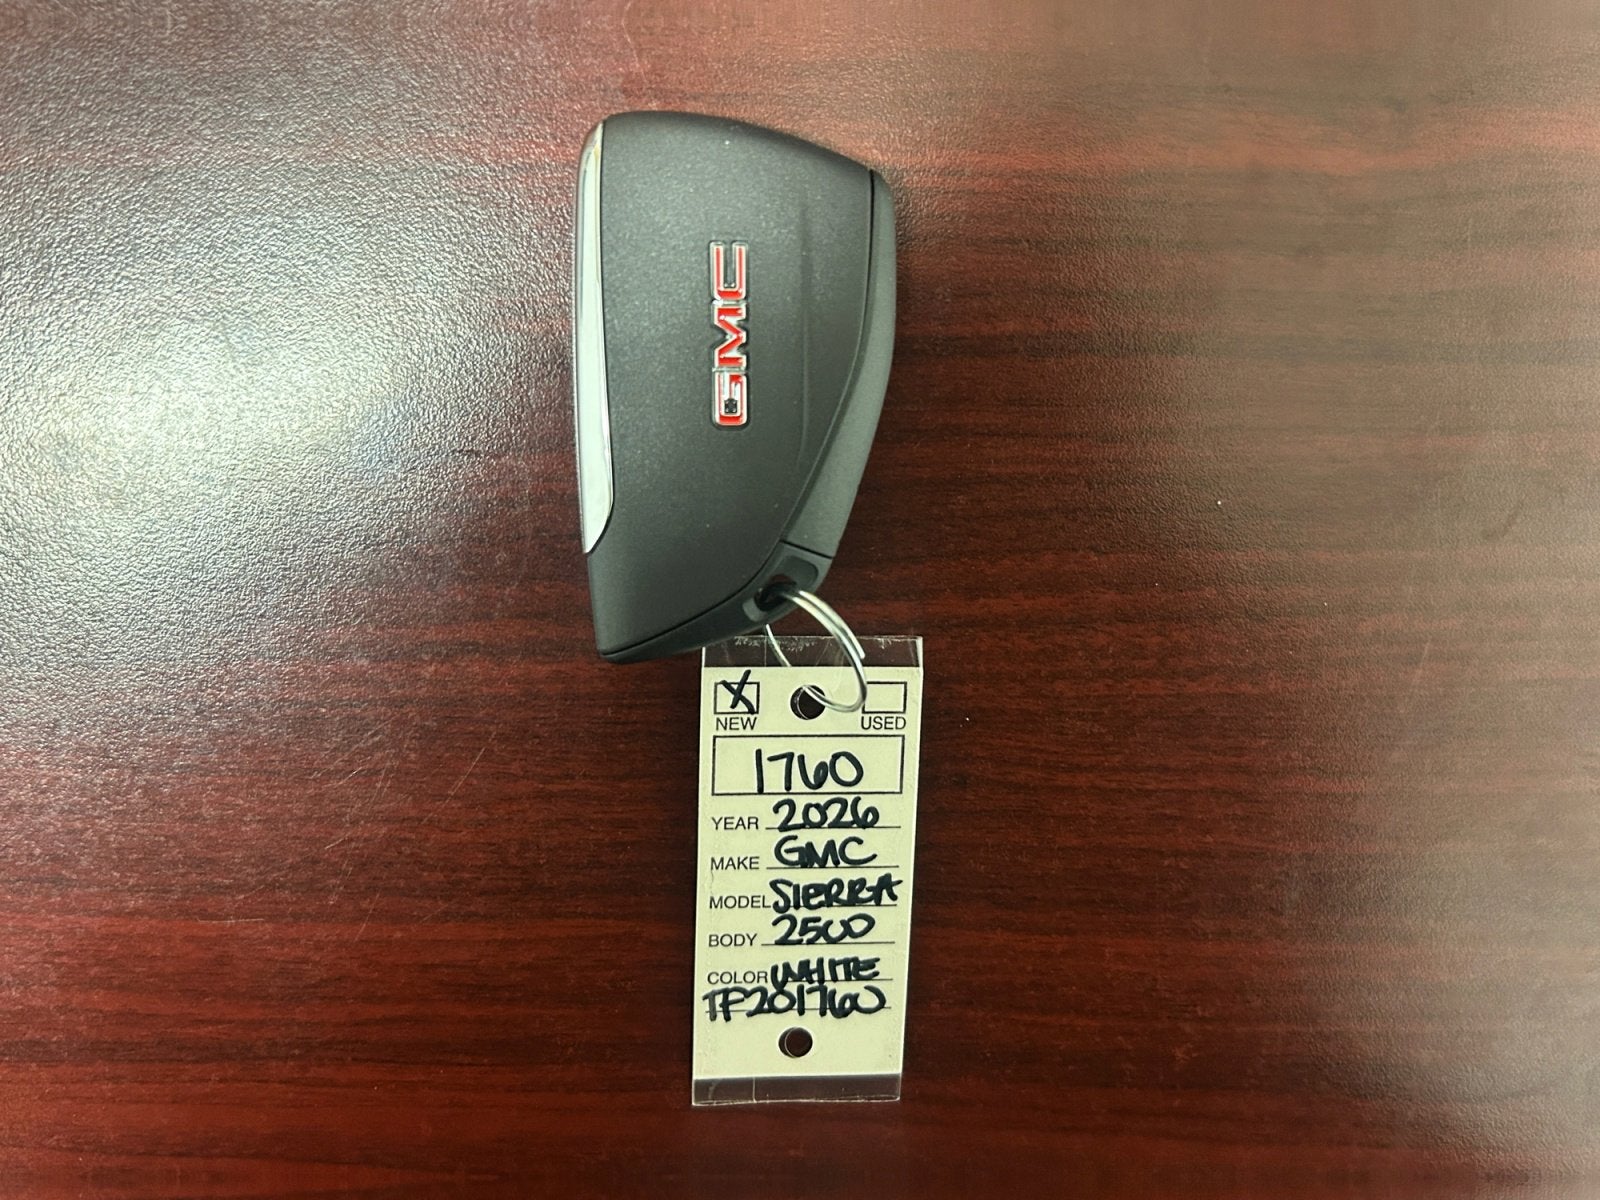 GMC
X
NEW USED
1760
YEAR 2026
MAKE GMC
MODEL SIERRA
BODY 2500
COLOR WHITE
TF201760